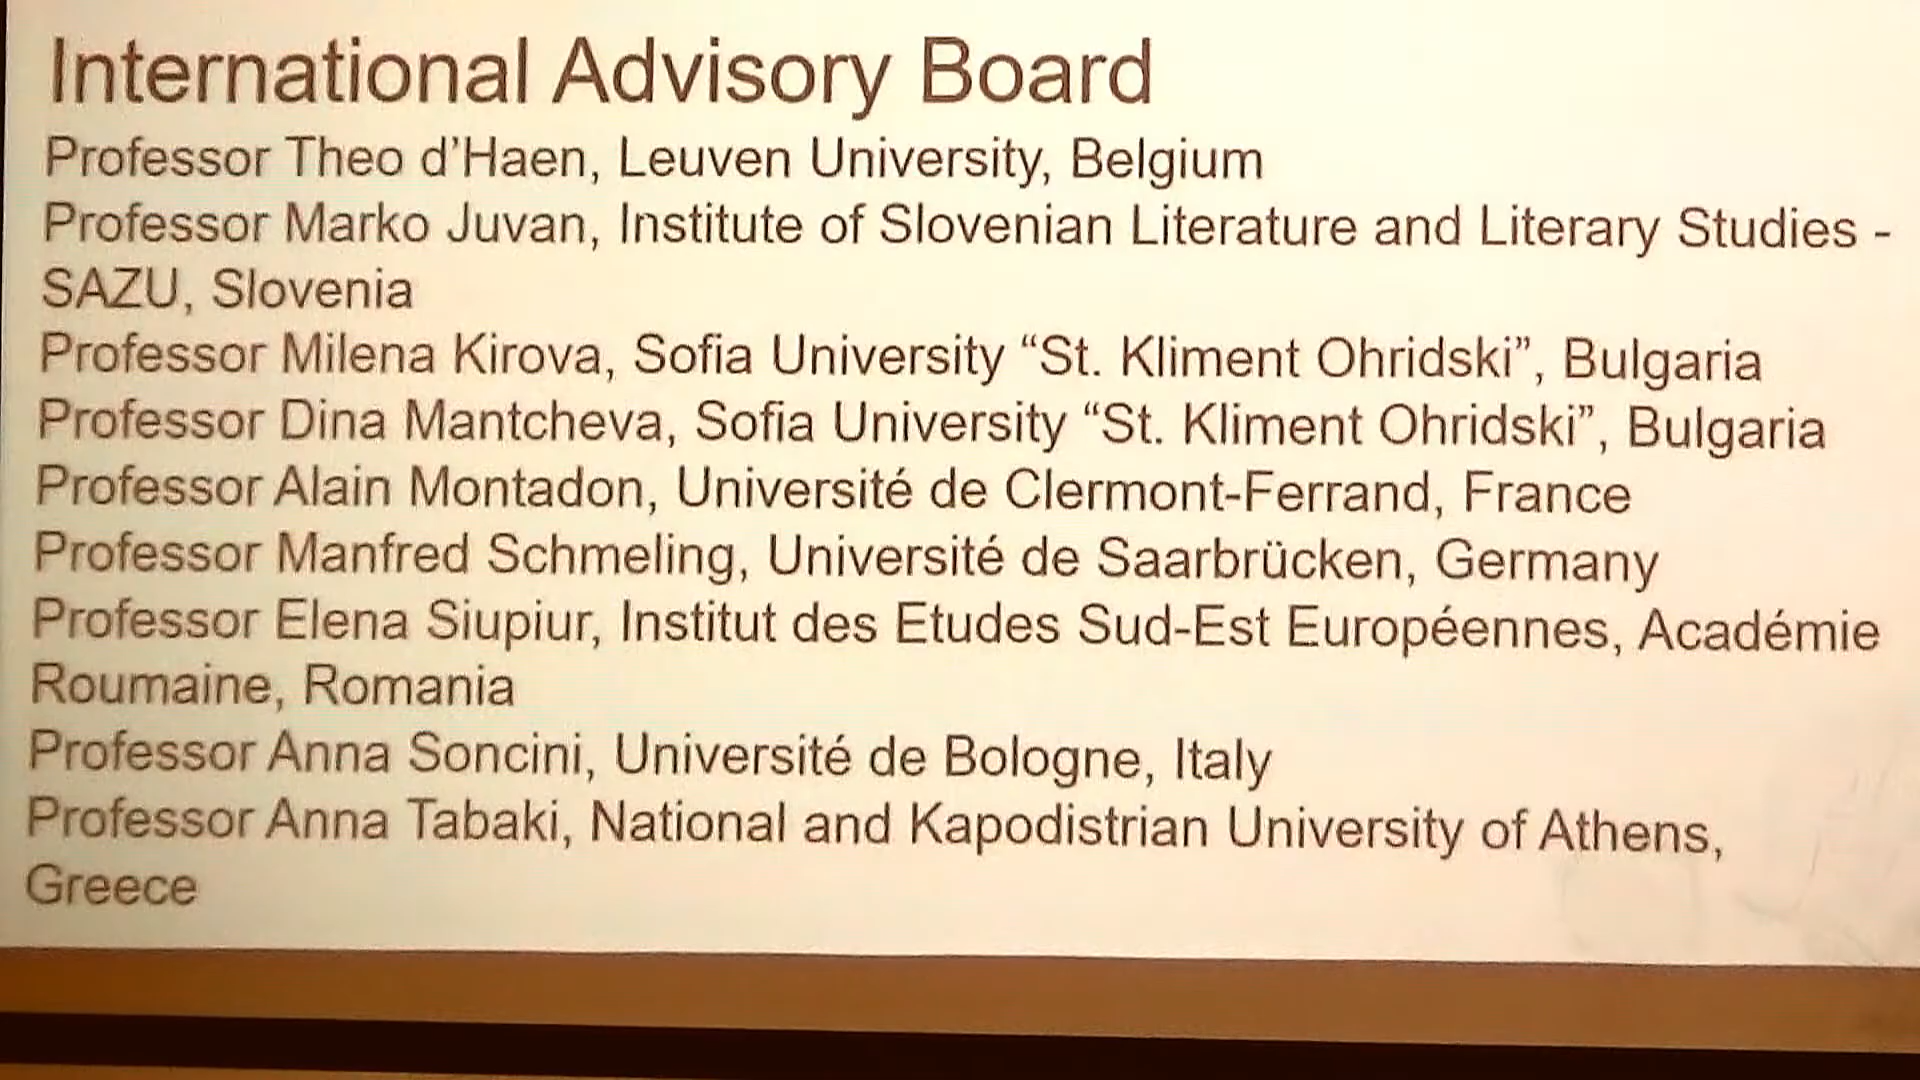 International Advisory Board
Professor Theo d’Haen, Leuven University, Belgium
Professor Marko Juvan, Institute of Slovenian Literature and Literary Studies -
SAZU, Slovenia
Professor Milena Kirova, Sofia University “St. Kliment Ohridski”, Bulgaria
Professor Dina Mantcheva, Sofia University “St. Kliment Ohridski”, Bulgaria
Professor Alain Montadon, Université de Clermont-Ferrand, France
Professor Manfred Schmeling, Université de Saarbrücken, Germany
Professor Elena Siupiur, Institut des Etudes Sud-Est Européennes, Académie
Roumaine, Romania
Professor Anna Soncini, Université de Bologne, Italy
Professor Anna Tabaki, National and Kapodistrian University of Athens,
Greece